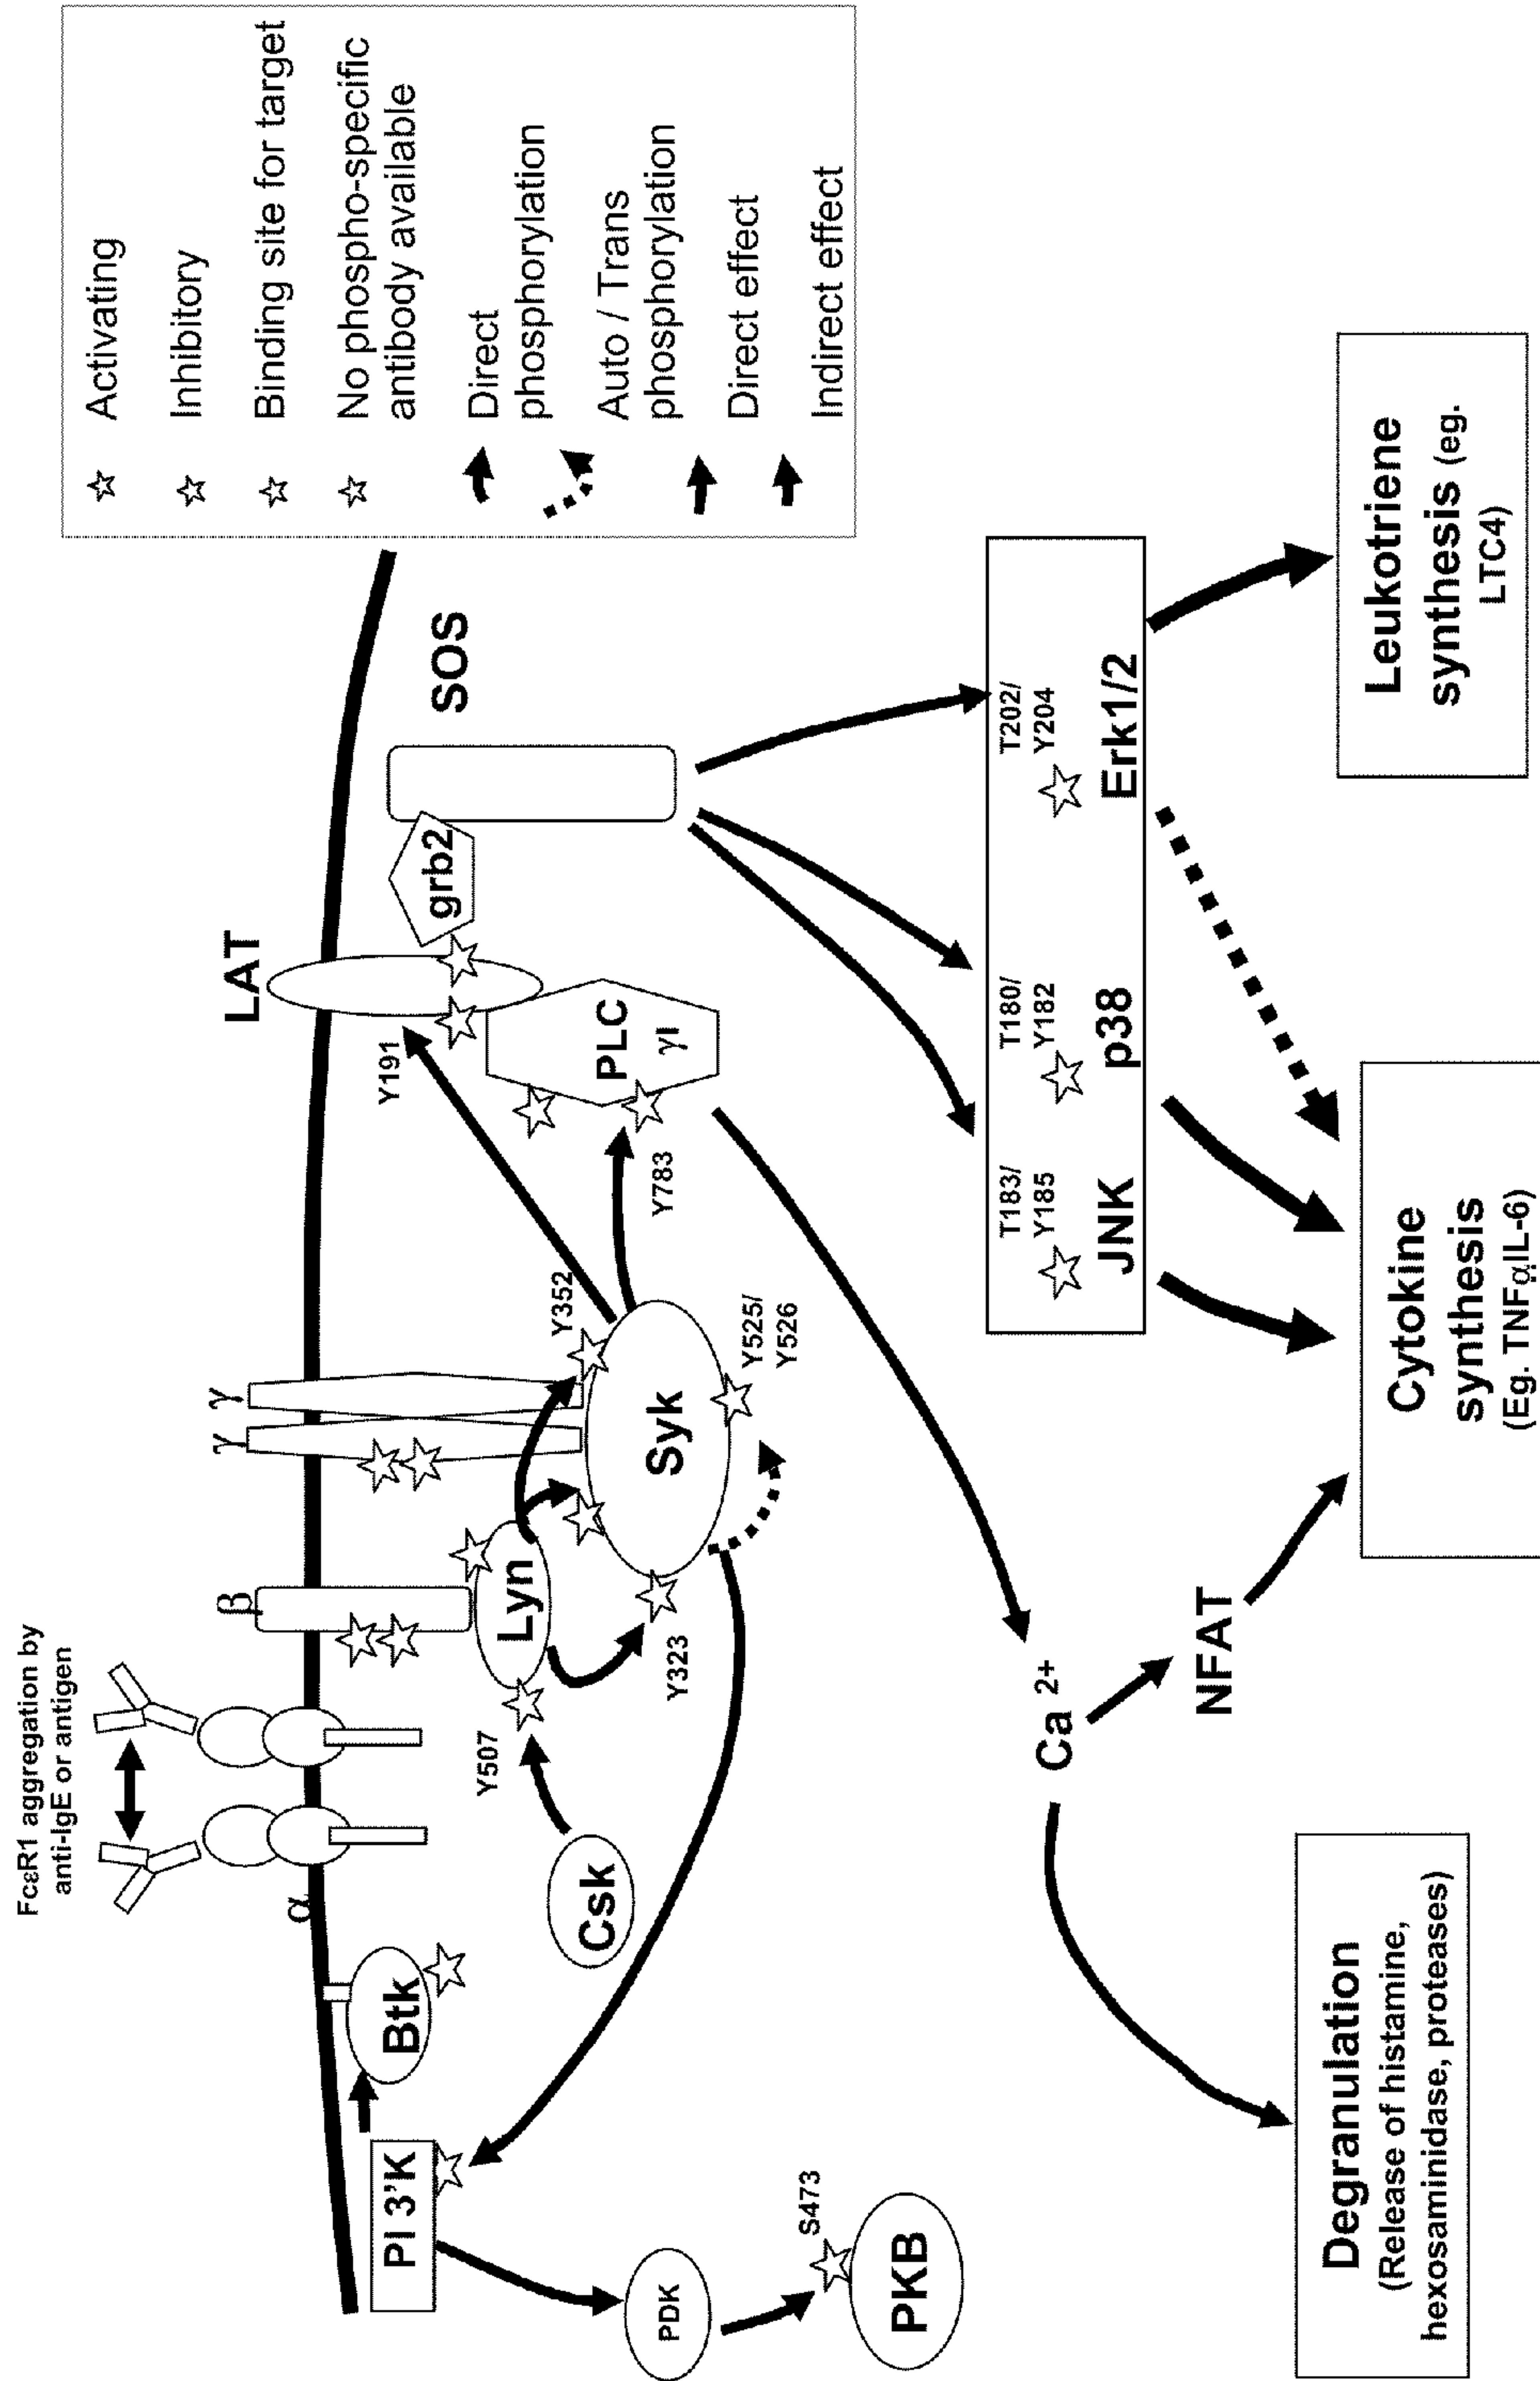 FcεR1 aggregation by
anti-IgE or antigen
α
β
γ
γ
LAT
SOS
PI 3'K
Btk
Csk
Lyn
Syk
PLC
γI
grb2
Y507
Y323
Y352
Y525/
Y526
Y191
Y783
PDK
S473
PKB
Ca 2+
NFAT
T183/
Y185
JNK
T180/
Y182
p38
T202/
Y204
Erk1/2
Degranulation
(Release of histamine,
hexosaminidase, proteases)
Cytokine
synthesis
(Eg. TNFα,IL-6)
Leukotriene
synthesis (eg.
LTC4)
Activating
Inhibitory
Binding site for target
No phospho-specific
antibody available
Direct
phosphorylation
Auto / Trans
phosphorylation
Direct effect
Indirect effect